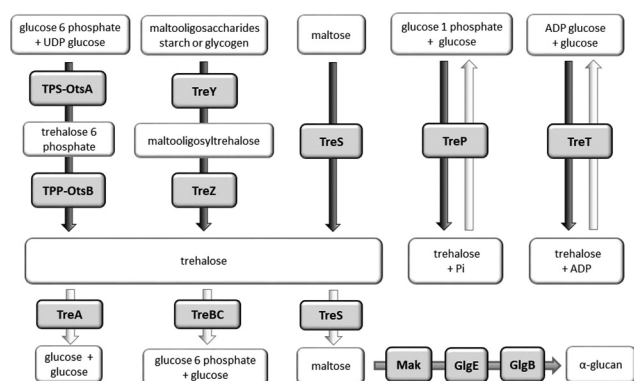 glucose 6 phosphate
+ UDP glucose
maltooligosaccharides
starch or glycogen
maltose
glucose 1 phosphate
+ glucose
ADP glucose
+ glucose
TPS-OtsA
TreY
trehalose 6
phosphate
maltooligosyltrehalose
TreS
TreP
TreT
TPP-OtsB
TreZ
trehalose
trehalose
+ Pi
trehalose
+ ADP
TreA
TreBC
TreS
glucose +
glucose
glucose 6 phosphate
+ glucose
maltose
Mak
GlgE
GlgB
α-glucan